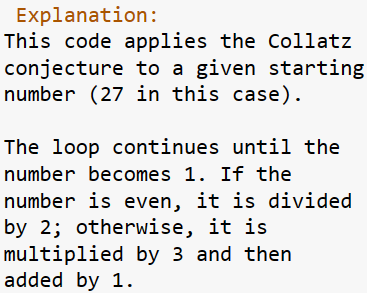 Explanation:
This code applies the Collatz
conjecture to a given starting
number (27 in this case).
The loop continues until the
number becomes 1. If the
number is even, it is divided
by 2; otherwise, it is
multiplied by 3 and then
added by 1.